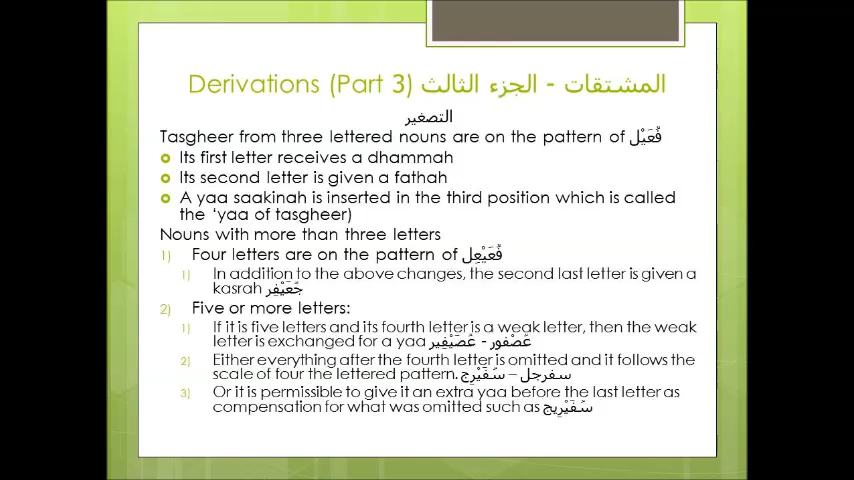 Derivations (Part 3) المشتقات - الجزء الثالث
التصغير
Tasgheer from three lettered nouns are on the pattern of فُعَيْل
Its first letter receives a dhammah
Its second letter is given a fathah
A yaa saakinah is inserted in the third position which is called
the ‘yaa of tasgheer)
Nouns with more than three letters
1) Four letters are on the pattern of فُعَيْعِل
1) In addition to the above changes, the second last letter is given a
kasrah جُعَيْفِر
2) Five or more letters:
1) If it is five letters and its fourth letter is a weak letter, then the weak
letter is exchanged for a yaa عُصْفور - عُصَيْفِير
2) Either everything after the fourth letter is omitted and it follows the
scale of four the lettered pattern. سفرجل – سُفَيْرِج
3) Or it is permissible to give it an extra yaa before the last letter as
compensation for what was omitted such as سُفَيْرِيج